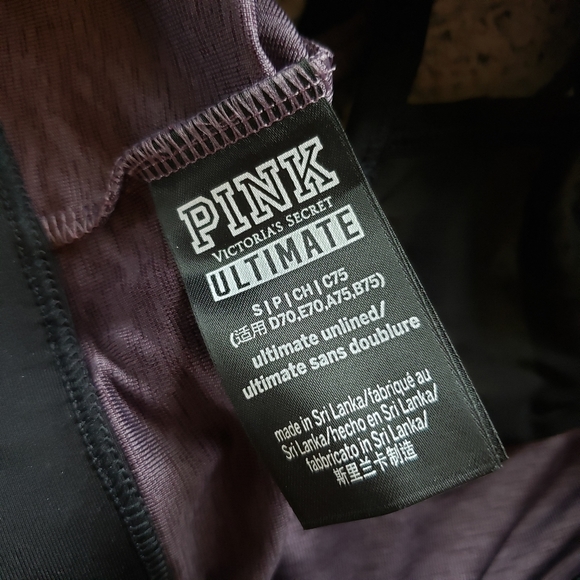 PINK
VICTORIA'S SECRET
ULTIMATE
S|P|CH|C75
(适用 D70,E70,A75,B75)
ultimate unlined/
ultimate sans doublure
made in Sri Lanka/fabriqué au
Sri Lanka/hecho en Sri Lanka/
fabbricato in Sri Lanka
斯里兰卡制造